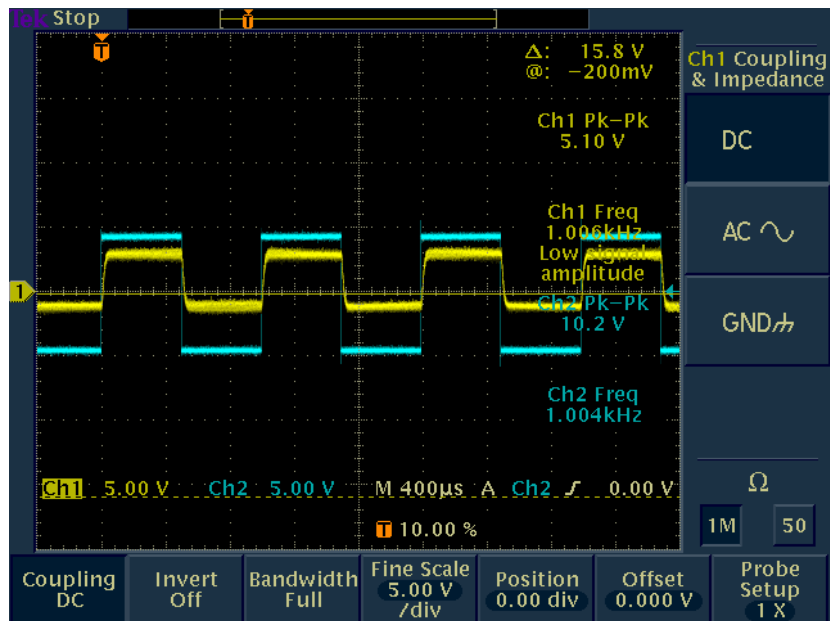 Tek Stop
T
T
Δ: 15.8 V
@: −200mV
Ch1 Pk−Pk
5.10 V
Ch1 Freq
1.006kHz
Low signal
amplitude
Ch2 Pk−Pk
10.2 V
Ch2 Freq
1.004kHz
1
Ch1 5.00 V Ch2 5.00 V M 400μs A Ch2 0.00 V
T 10.00 %
Ch1 Coupling
& Impedance
DC
AC
GND
Ω
1M 50
Coupling
DC
Invert
Off
Bandwidth
Full
Fine Scale
5.00 V
/div
Position
0.00 div
Offset
0.000 V
Probe
Setup
1 X